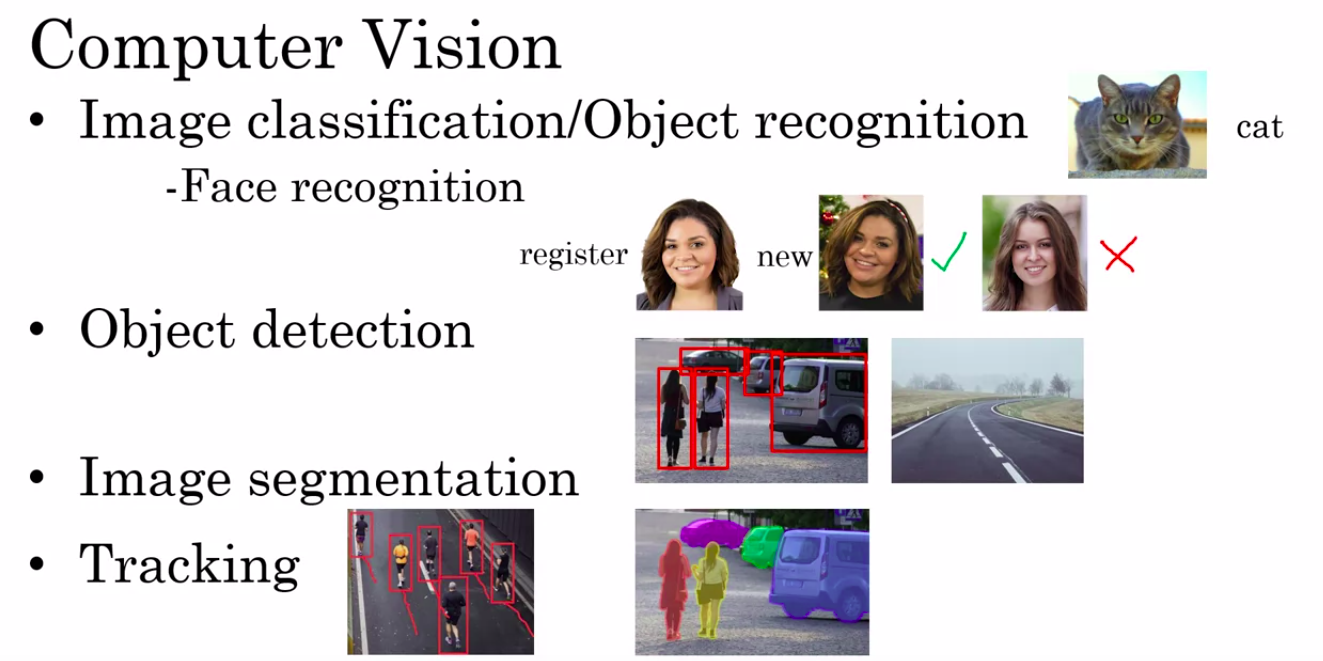 Computer Vision
• Image classification/Object recognition
cat
-Face recognition
register
new
• Object detection
• Image segmentation
• Tracking